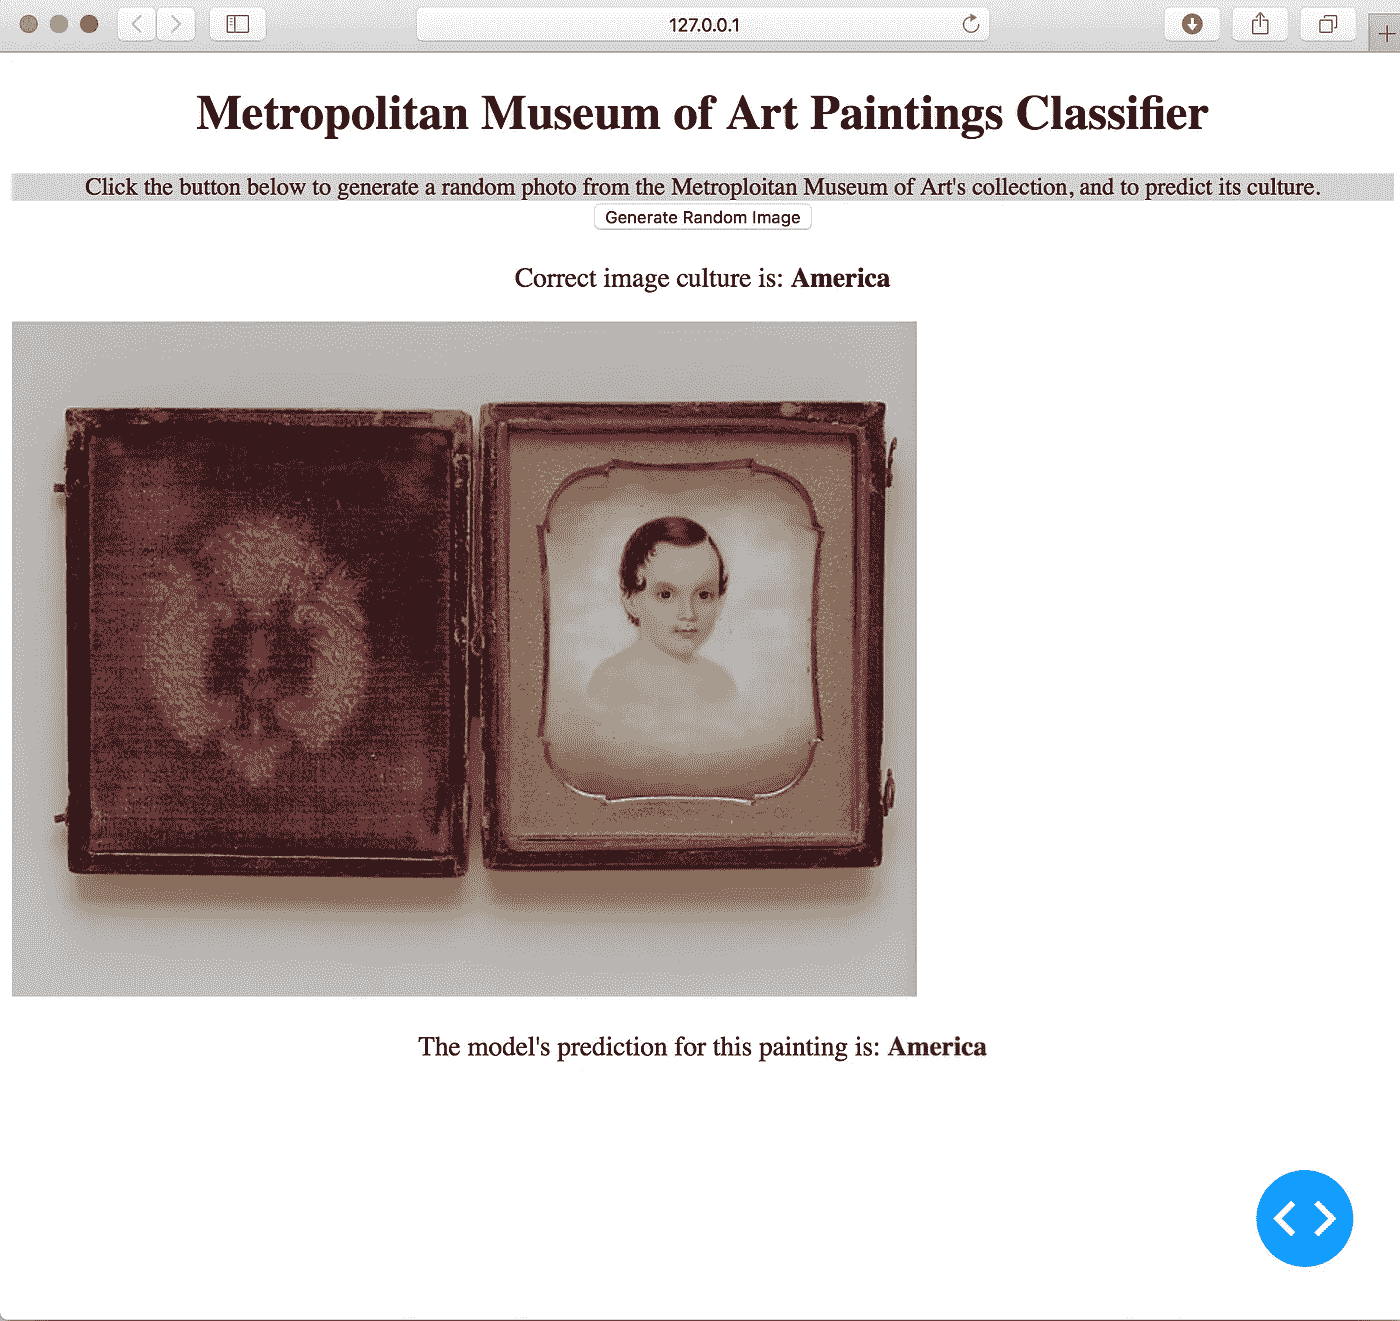 127.0.0.1
Metropolitan Museum of Art Paintings Classifier
Click the button below to generate a random photo from the Metroploitan Museum of Art's collection, and to predict its culture.
Generate Random Image
Correct image culture is: America
The model's prediction for this painting is: America